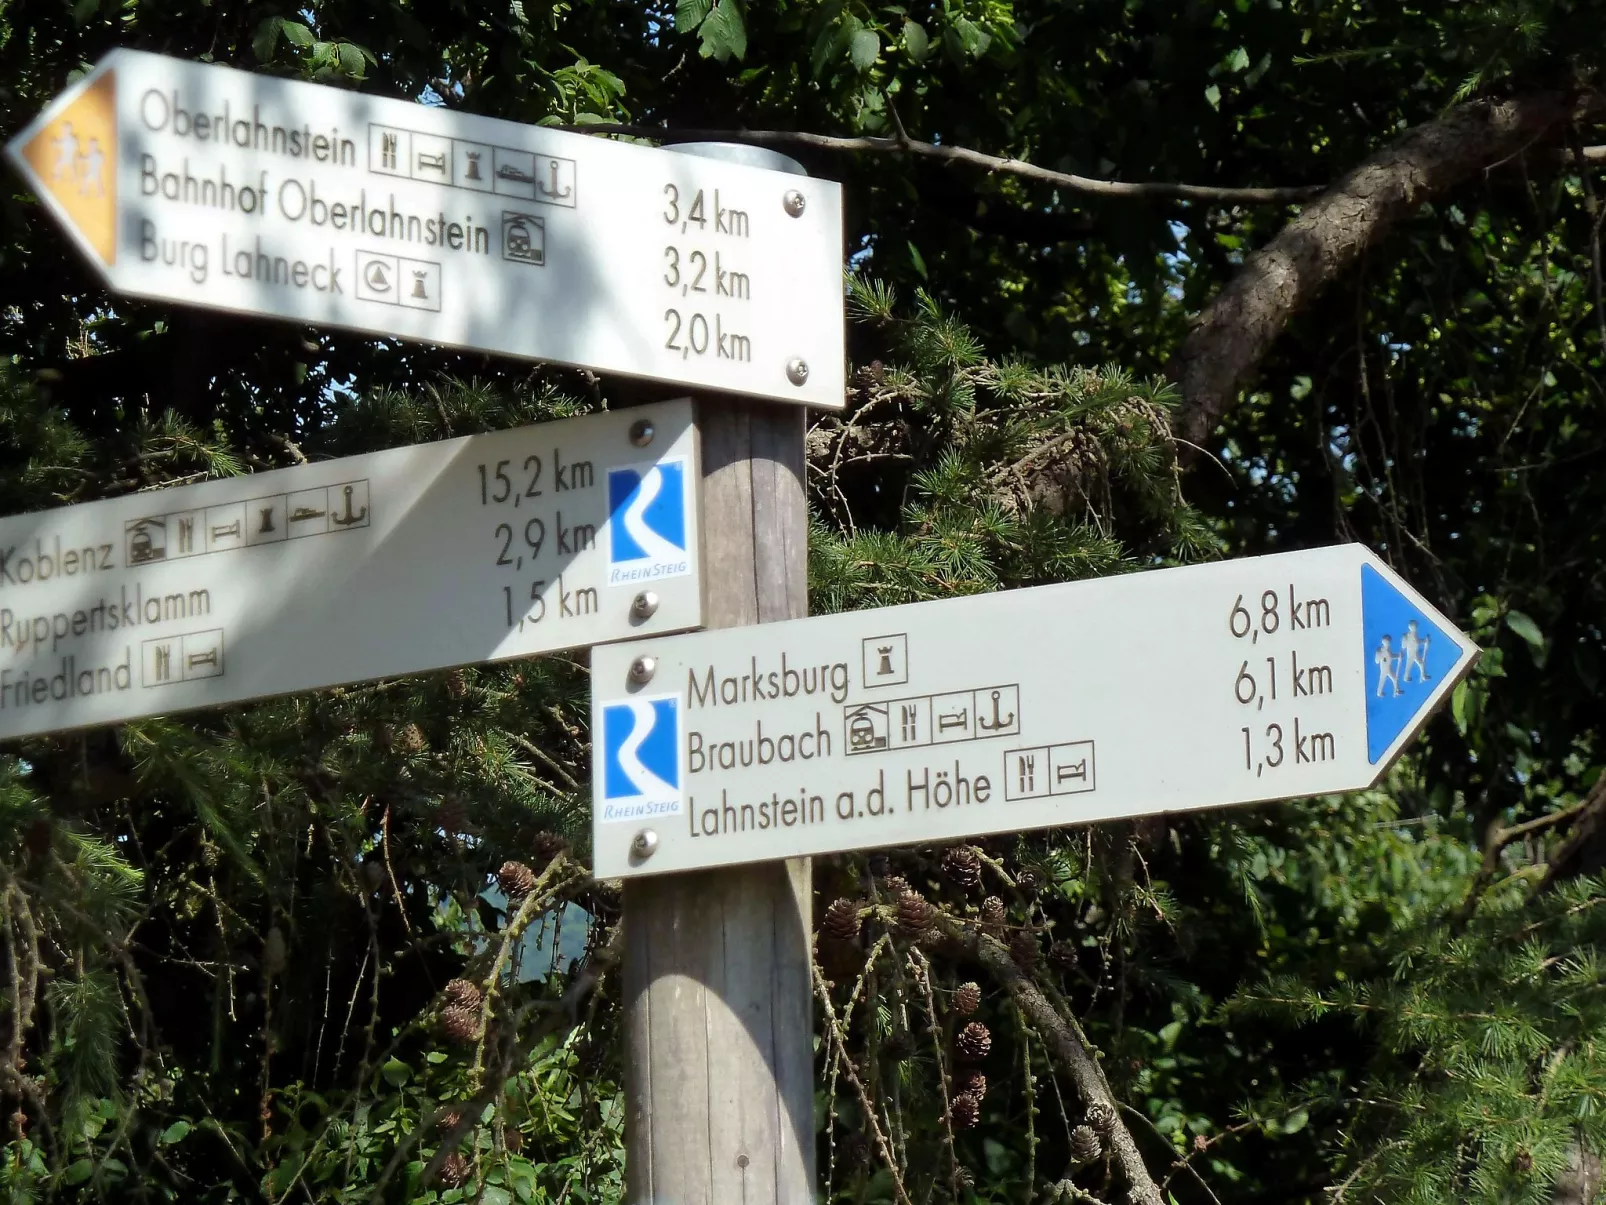 Oberlahnstein 3,4 km
Bahnhof Oberlahnstein 3,2 km
Burg Lahneck 2,0 km
Koblenz 15,2 km
Ruppertsklamm 2,9 km
Friedland 1,5 km
RHEINSTEIG
Marksburg 6,8 km
Braubach 6,1 km
Lahnstein a.d. Höhe 1,3 km
RHEINSTEIG